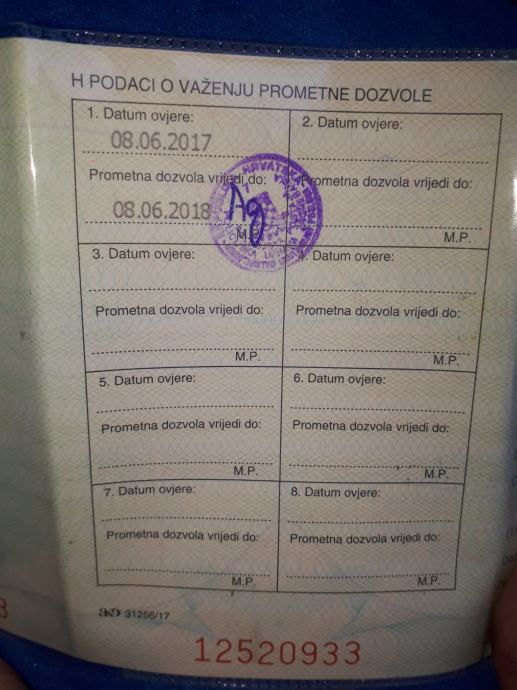 H PODACI O VAŽENJU PROMETNE DOZVOLE
1. Datum ovjere:
08.06.2017
Prometna dozvola vrijedi do:
08.06.2018
M.P.
2. Datum ovjere:
Prometna dozvola vrijedi do:
M.P.
3. Datum ovjere:
Prometna dozvola vrijedi do:
M.P.
4. Datum ovjere:
Prometna dozvola vrijedi do:
M.P.
5. Datum ovjere:
Prometna dozvola vrijedi do:
M.P.
6. Datum ovjere:
Prometna dozvola vrijedi do:
M.P.
7. Datum ovjere:
Prometna dozvola vrijedi do:
M.P.
8. Datum ovjere:
Prometna dozvola vrijedi do:
M.P.
31256/17
12520933